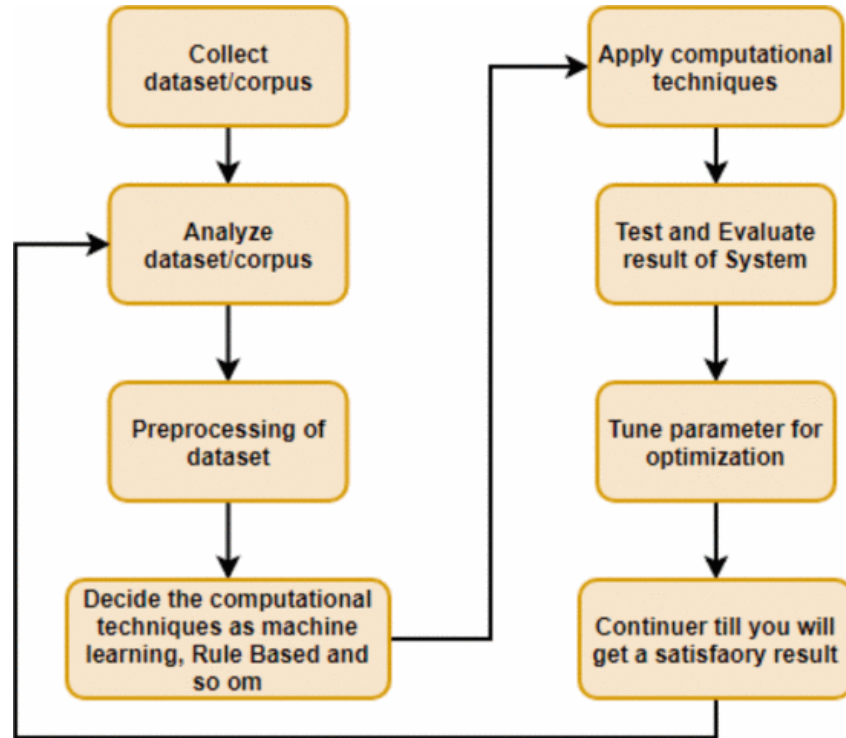 Collect
dataset/corpus
Analyze
dataset/corpus
Preprocessing of
dataset
Decide the computational
techniques as machine
learning, Rule Based and
so om
Apply computational
techniques
Test and Evaluate
result of System
Tune parameter for
optimization
Continuer till you will
get a satisfaory result